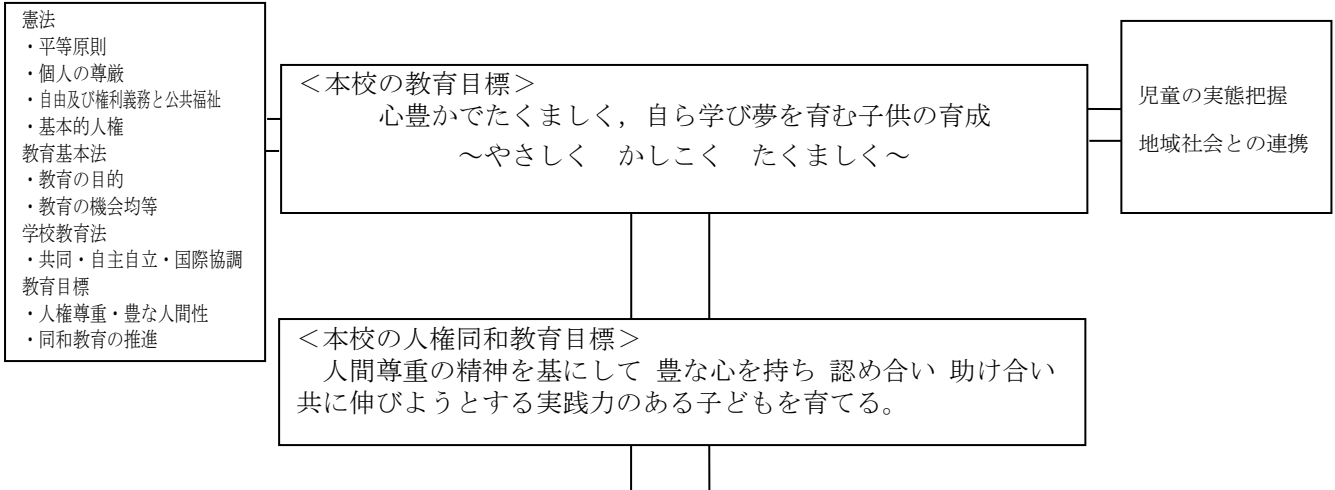 憲法
・平等原則
・個人の尊厳
・自由及び権利義務と公共福祉
・基本的人権
教育基本法
・教育の目的
・教育の機会均等
学校教育法
・共同・自主自立・国際協調
教育目標
・人権尊重・豊な人間性
・同和教育の推進
＜本校の教育目標＞
心豊かでたくましく，自ら学び夢を育む子供の育成
～やさしく　かしこく　たくましく～
児童の実態把握
地域社会との連携
＜本校の人権同和教育目標＞
人間尊重の精神を基にして 豊な心を持ち 認め合い 助け合い
共に伸びようとする実践力のある子どもを育てる。